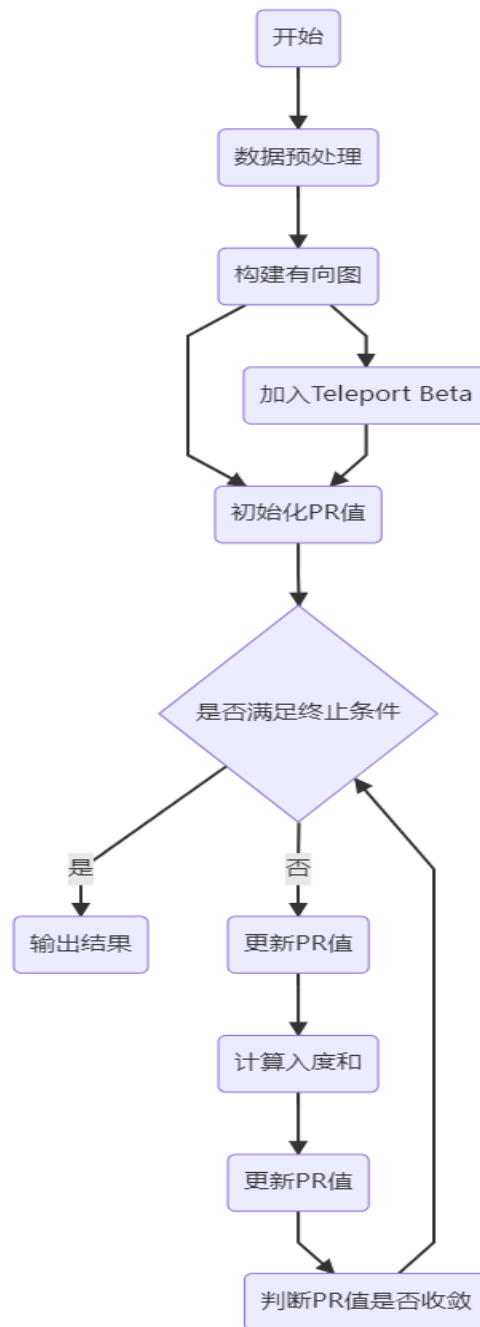 开始
数据预处理
构建有向图
加入Teleport Beta
初始化PR值
是否满足终止条件
是
否
输出结果
更新PR值
计算入度和
更新PR值
判断PR值是否收敛